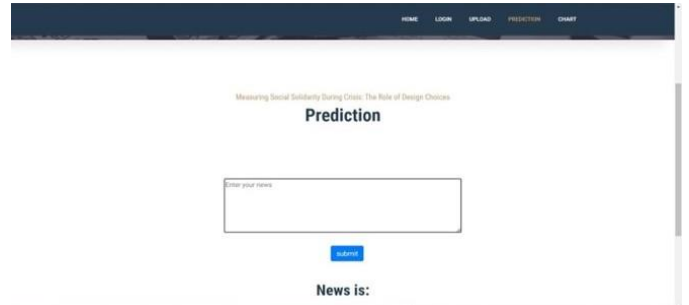 HOME LOGIN UPLOAD PREDICTION CHART
Measuring Social Solidarity During Crisis: The Role of Design Choices
Prediction
Enter your news
submit
News is: